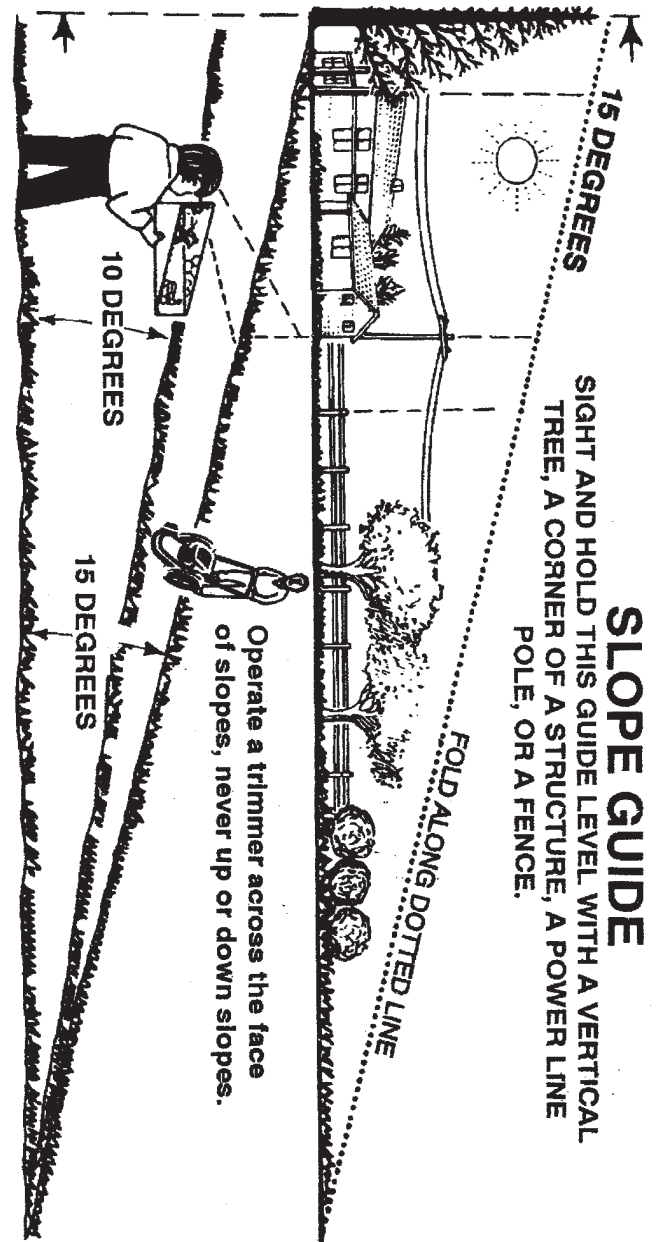 SLOPE GUIDE
SIGHT AND HOLD THIS GUIDE LEVEL WITH A VERTICAL
TREE, A CORNER OF A STRUCTURE, A POWER LINE
POLE, OR A FENCE.
15 DEGREES
FOLD ALONG DOTTED LINE
Operate a trimmer across the face
of slopes, never up or down slopes.
10 DEGREES
15 DEGREES